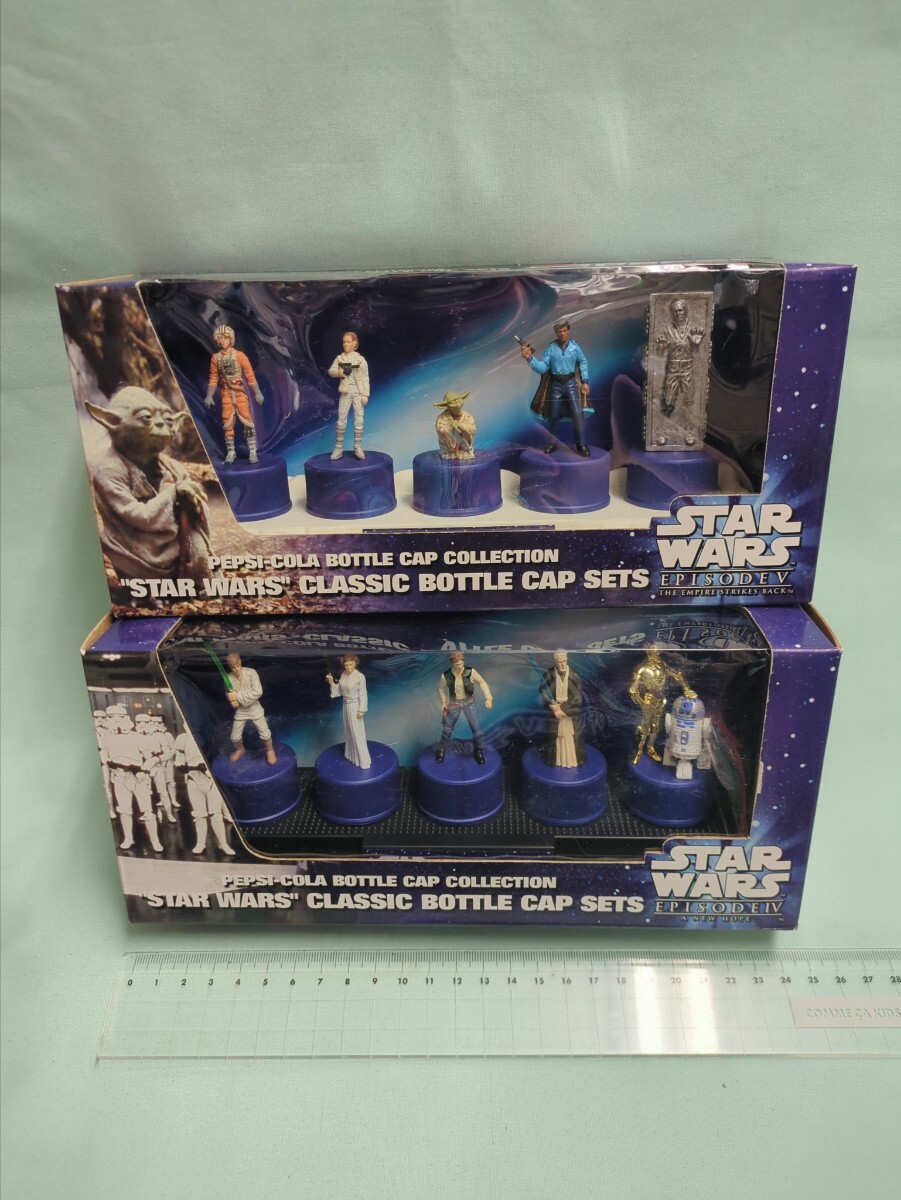 PEPSI-COLA BOTTLE CAP COLLECTION
"STAR WARS" CLASSIC BOTTLE CAP SETS
STAR
WARS
EPISODE V
THE EMPIRE STRIKES BACK™
PEPSI-COLA BOTTLE CAP COLLECTION
"STAR WARS" CLASSIC BOTTLE CAP SETS
STAR
WARS
EPISODE IV
A NEW HOPE™
0 1 2 3 4 5 6 7 8 9 10 11 12 13 14 15 16 17 18 19 20 21 22 23 24 25 26 27 28
COMME ÇA KIDS